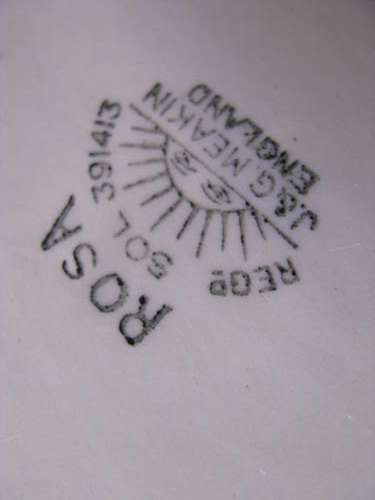 ROSA
SOL 391413
REGD
J. & G. MEAKIN
ENGLAND